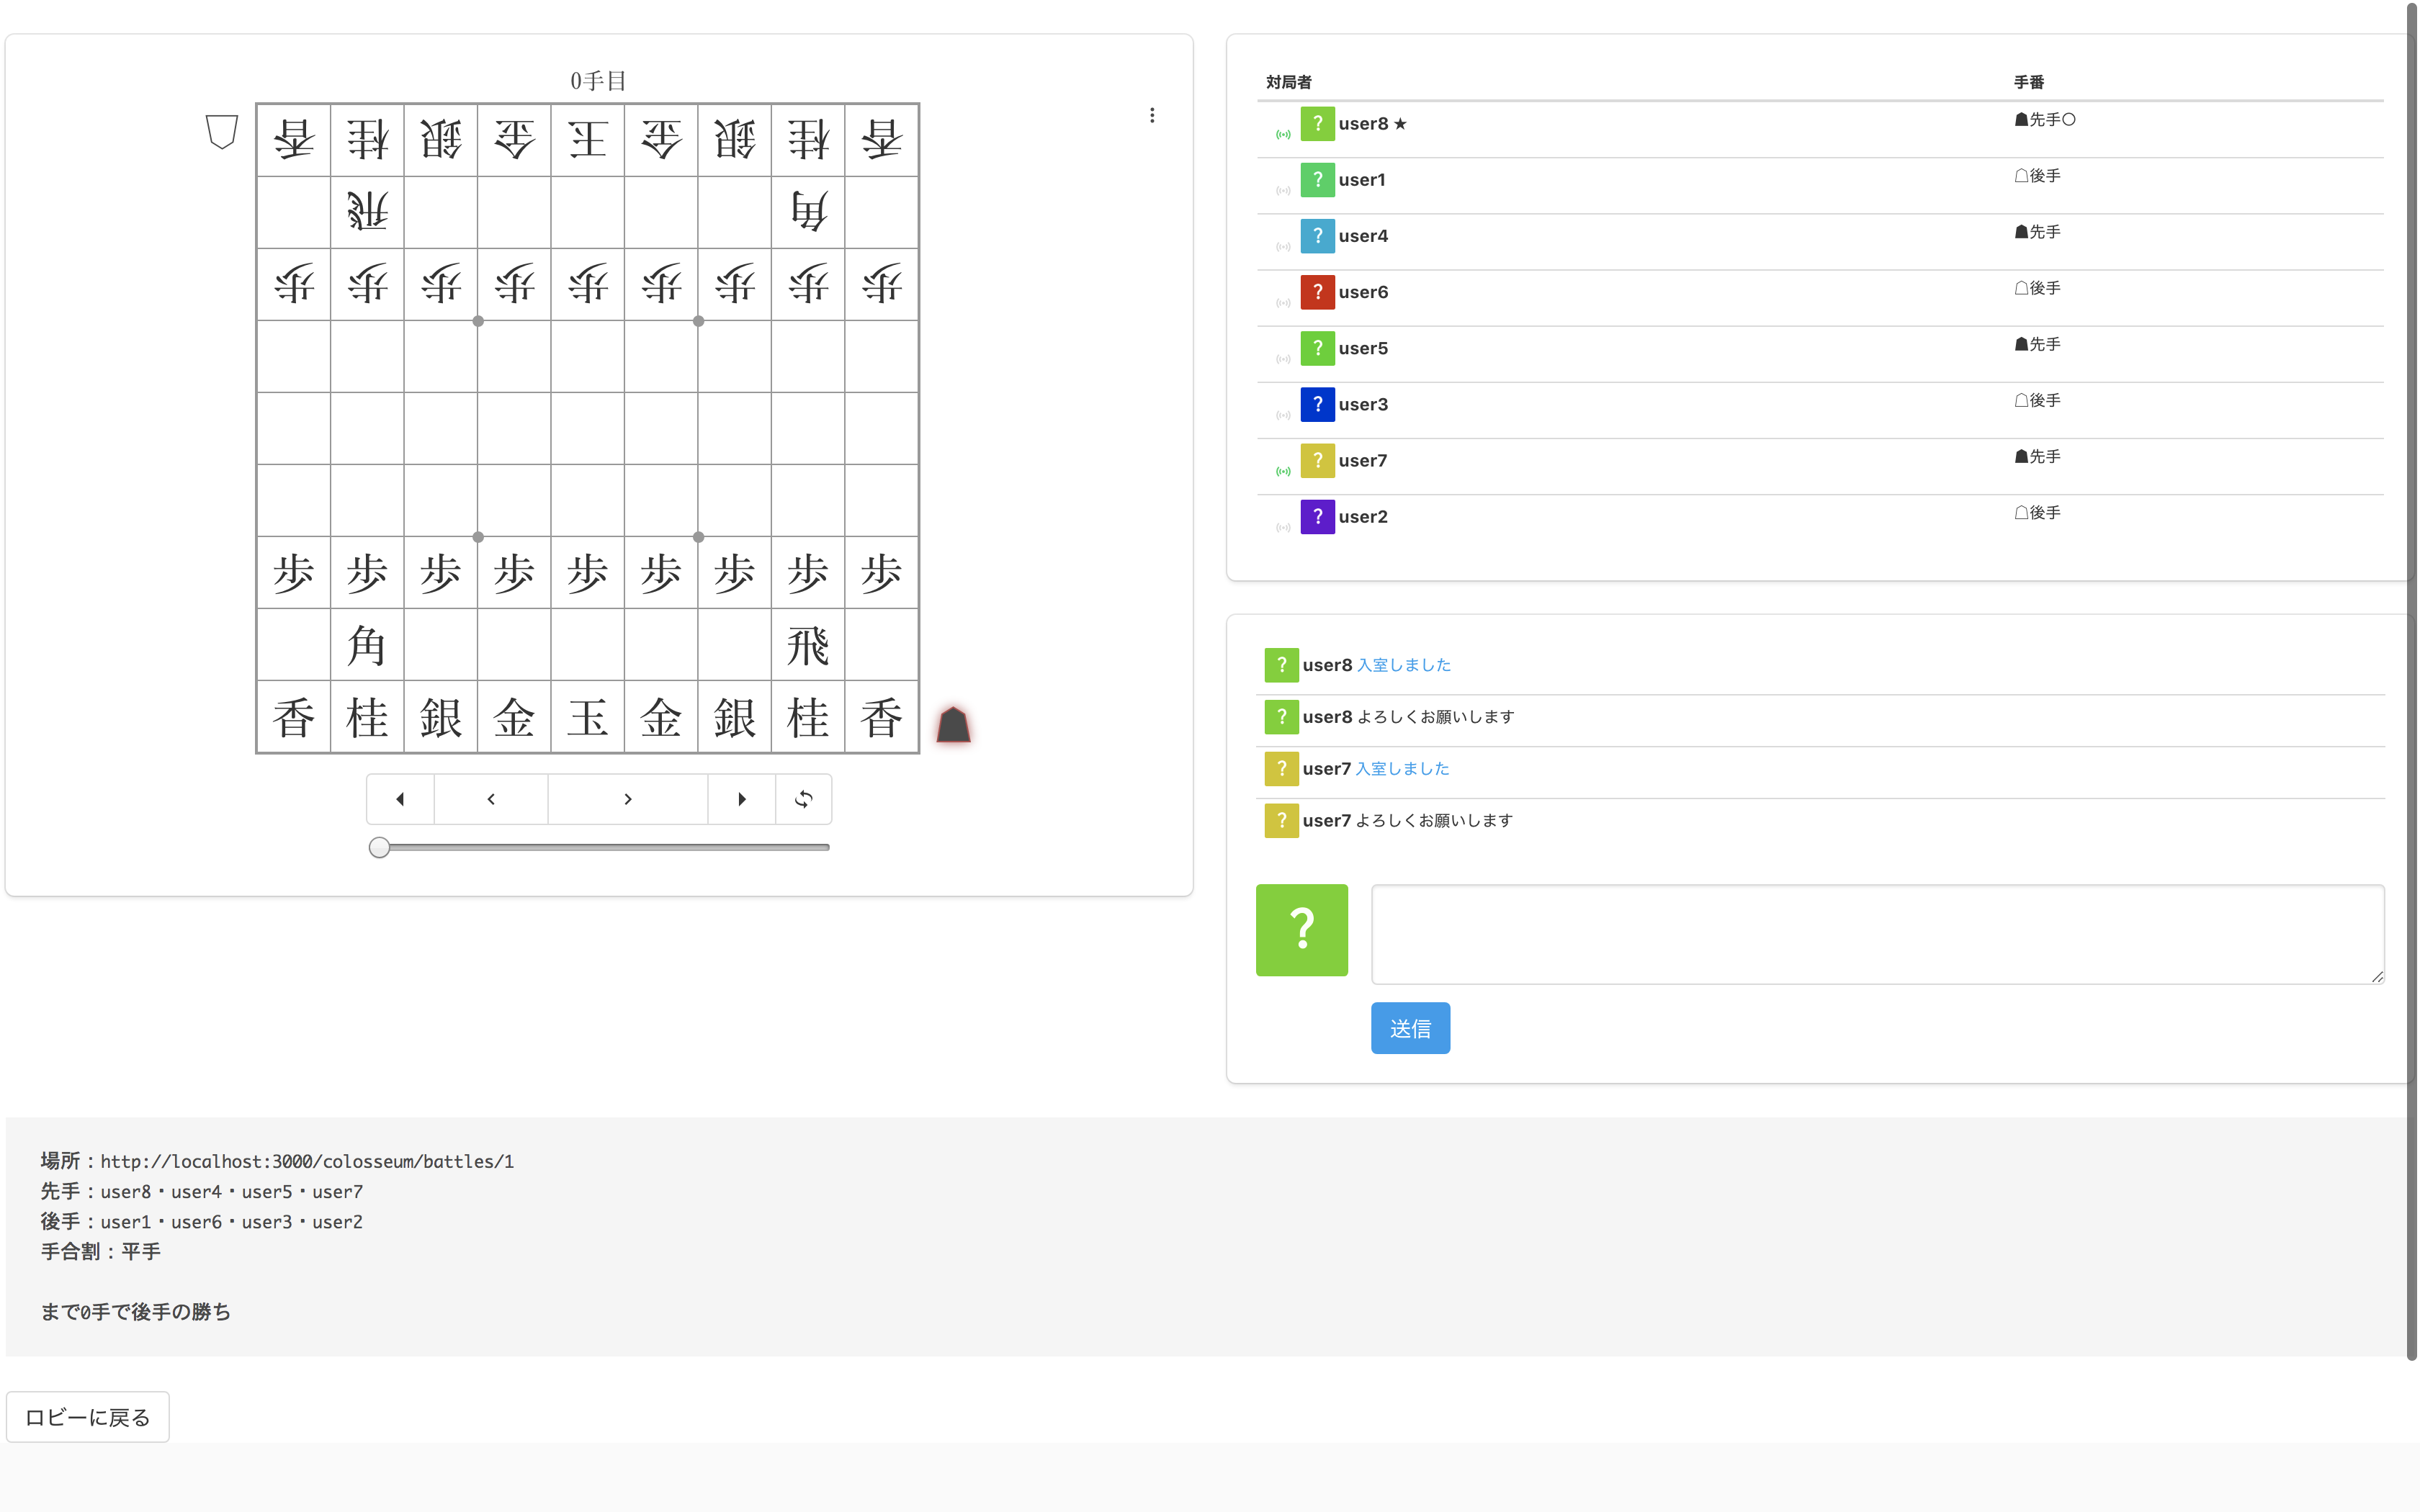 0手目
香桂銀金王金銀桂香
飛角
歩歩歩歩歩歩歩歩歩
歩歩歩歩歩歩歩歩歩
角飛
香桂銀金玉金銀桂香
対局者 手番
? user8 ★ ☗先手○
? user1 ☖後手
? user4 ☗先手
? user6 ☖後手
? user5 ☗先手
? user3 ☖後手
? user7 ☗先手
? user2 ☖後手
? user8 入室しました
? user8 よろしくお願いします
? user7 入室しました
? user7 よろしくお願いします
?
送信
場所：http://localhost:3000/colosseum/battles/1
先手：user8・user4・user5・user7
後手：user1・user6・user3・user2
手合割：平手
まで0手で後手の勝ち
ロビーに戻る